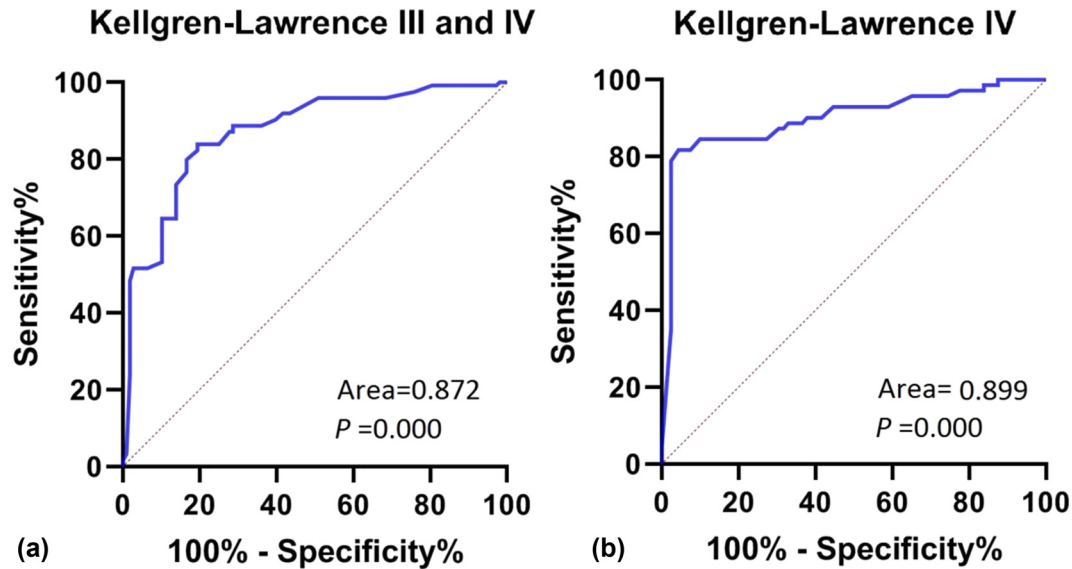 Kellgren-Lawrence III and IV
100
80
60
40
20
0
Sensitivity%
Area=0.872
P =0.000
0 20 40 60 80 100
100% - Specificity%
(a)
Kellgren-Lawrence IV
100
80
60
40
20
0
Sensitivity%
Area= 0.899
P =0.000
0 20 40 60 80 100
100% - Specificity%
(b)